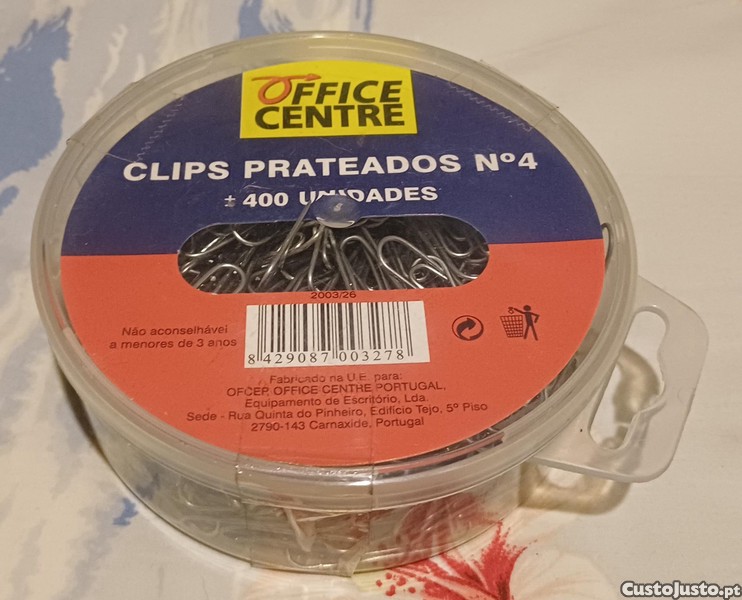 OFFICE
CENTRE
CLIPS PRATEADOS Nº4
± 400 UNIDADES
2003/26
Não aconselhável
a menores de 3 anos
8 429087 003278
Fabricado na U.E. para:
OFCEP, OFFICE CENTRE PORTUGAL,
Equipamento de Escritório, Lda.
Sede - Rua Quinta do Pinheiro, Edifício Tejo, 5º Piso
2790-143 Carnaxide, Portugal
CustoJusto.pt